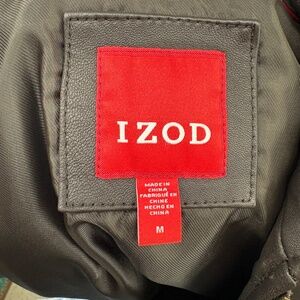 IZOD
MADE IN
CHINA
FABRIQUÉ EN
CHINE
HECHO EN
CHINA
M